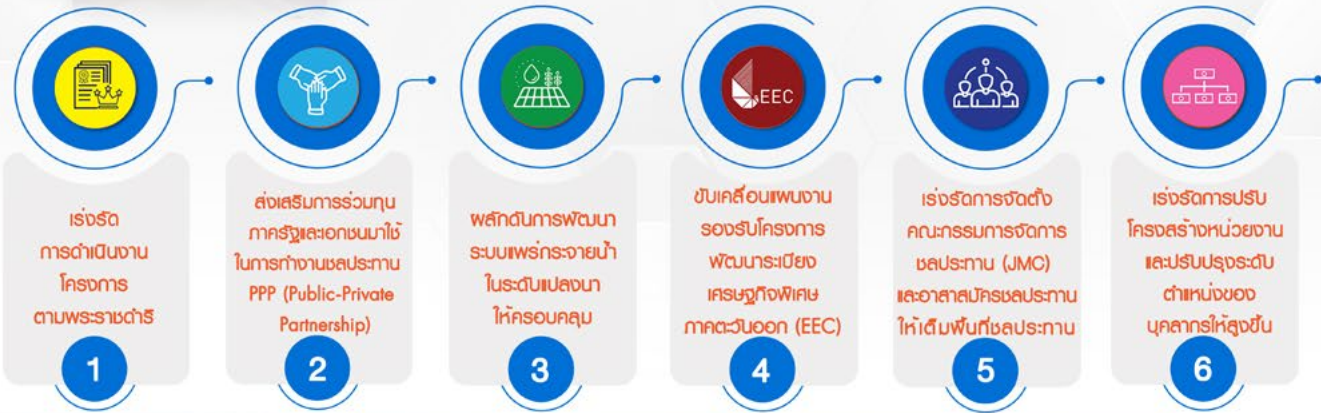 EEC
เร่งรัด
การดำเนินงาน
โครงการ
ตามพระราชดำริ
1
ส่งเสริมการร่วมทุน
ภาครัฐและเอกชนมาใช้
ในการทำงานชลประทาน
PPP (Public-Private
Partnership)
2
ผลักดันการพัฒนา
ระบบแพร่กระจายน้ำ
ในระดับแปลงนา
ให้ครอบคลุม
3
ขับเคลื่อนแผนงาน
รองรับโครงการ
พัฒนาระเบียง
เศรษฐกิจพิเศษ
ภาคตะวันออก (EEC)
4
เร่งรัดการจัดตั้ง
คณะกรรมการจัดการ
ชลประทาน (JMC)
และอาสาสมัครชลประทาน
ให้เต็มพื้นที่ชลประทาน
5
เร่งรัดการปรับ
โครงสร้างหน่วยงาน
และปรับปรุงระดับ
ตำแหน่งของ
บุคลากรให้สูงขึ้น
6